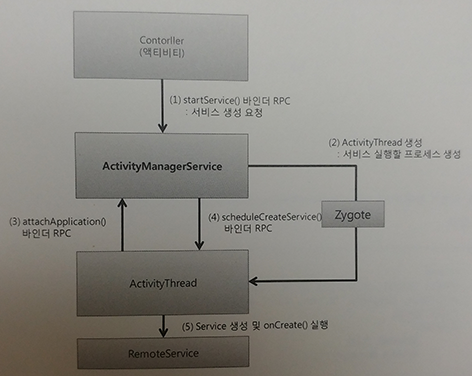 Contorller
(액티비티)
(1) startService() 바인더 RPC
: 서비스 생성 요청
(2) ActivityThread 생성
: 서비스 실행할 프로세스 생성
ActivityManagerService
(3) attachApplication()
바인더 RPC
(4) scheduleCreateService()
바인더 RPC
Zygote
ActivityThread
(5) Service 생성 및 onCreate() 실행
RemoteService